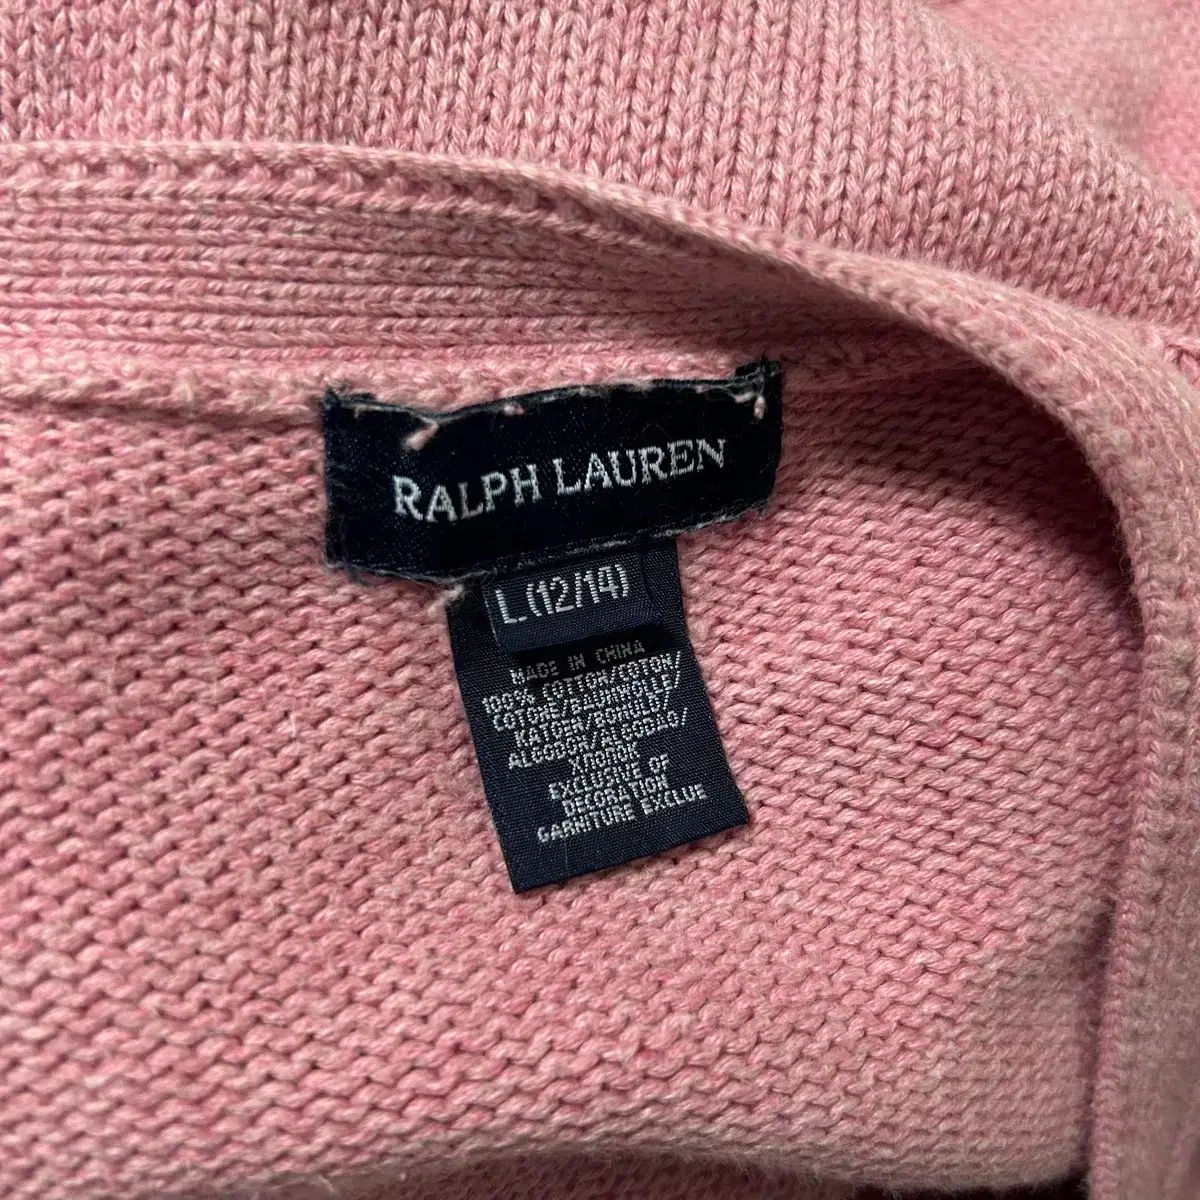 RALPH LAUREN
L (12/14)
MADE IN CHINA
100% COTTON/COTON/
COTONE/BAUMWOLLE/
KATOEN/BOMULD/
ALGODON/ALGODAO/
EXCLUSIVE OF
DECORATION
GARNITURE EXCLUE